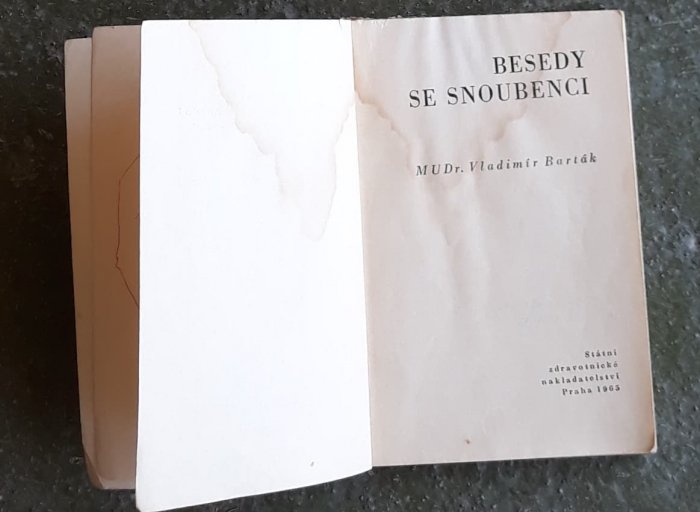 BESEDY
SE SNOUBENCI
MUDr. Vladimír Barták
Státní
zdravotnické
nakladatelství
Praha 1965